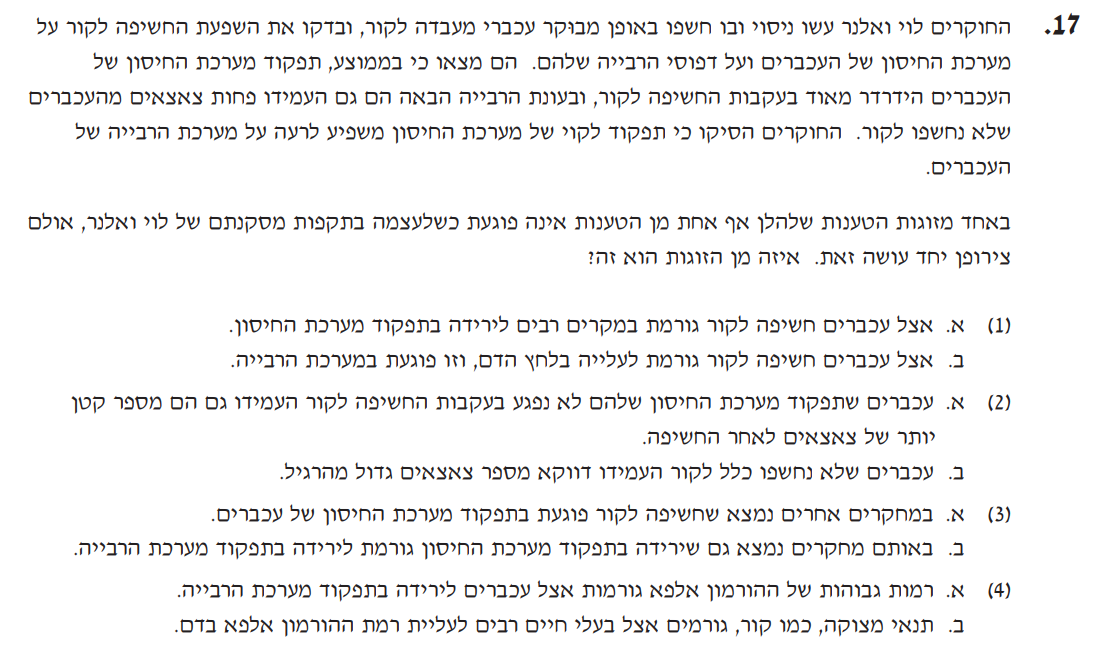 17. החוקרים לוי ואלנר עשו ניסוי ובו חשפו באופן מבוּקר עכברי מעבדה לקור, ובדקו את השפעת החשיפה לקור על
מערכת החיסון של העכברים ועל דפוסי הרבייה שלהם. הם מצאו כי בממוצע, תפקוד מערכת החיסון של
העכברים הידרדר מאוד בעקבות החשיפה לקור, ובעונת הרבייה הבאה הם גם העמידו פחות צאצאים מהעכברים
שלא נחשפו לקור. החוקרים הסיקו כי תפקוד לקוי של מערכת החיסון משפיע לרעה על מערכת הרבייה של
העכברים.
באחד מזוגות הטענות שלהלן אף אחת מן הטענות אינה פוגעת כשלעצמה בתקפות מסקנתם של לוי ואלנר, אולם
צירופן יחד עושה זאת. איזה מן הזוגות הוא זה?
(1) א. אצל עכברים חשיפה לקור גורמת במקרים רבים לירידה בתפקוד מערכת החיסון.
ב. אצל עכברים חשיפה לקור גורמת לעלייה בלחץ הדם, וזו פוגעת במערכת הרבייה.
(2) א. עכברים שתפקוד מערכת החיסון שלהם לא נפגע בעקבות החשיפה לקור העמידו גם הם מספר קטן
יותר של צאצאים לאחר החשיפה.
ב. עכברים שלא נחשפו כלל לקור העמידו דווקא מספר צאצאים גדול מהרגיל.
(3) א. במחקרים אחרים נמצא שחשיפה לקור פוגעת בתפקוד מערכת החיסון של עכברים.
ב. באותם מחקרים נמצא גם שירידה בתפקוד מערכת החיסון גורמת לירידה בתפקוד מערכת הרבייה.
(4) א. רמות גבוהות של ההורמון אלפא גורמות אצל עכברים לירידה בתפקוד מערכת הרבייה.
ב. תנאי מצוקה, כמו קור, גורמים אצל בעלי חיים רבים לעליית רמת ההורמון אלפא בדם.